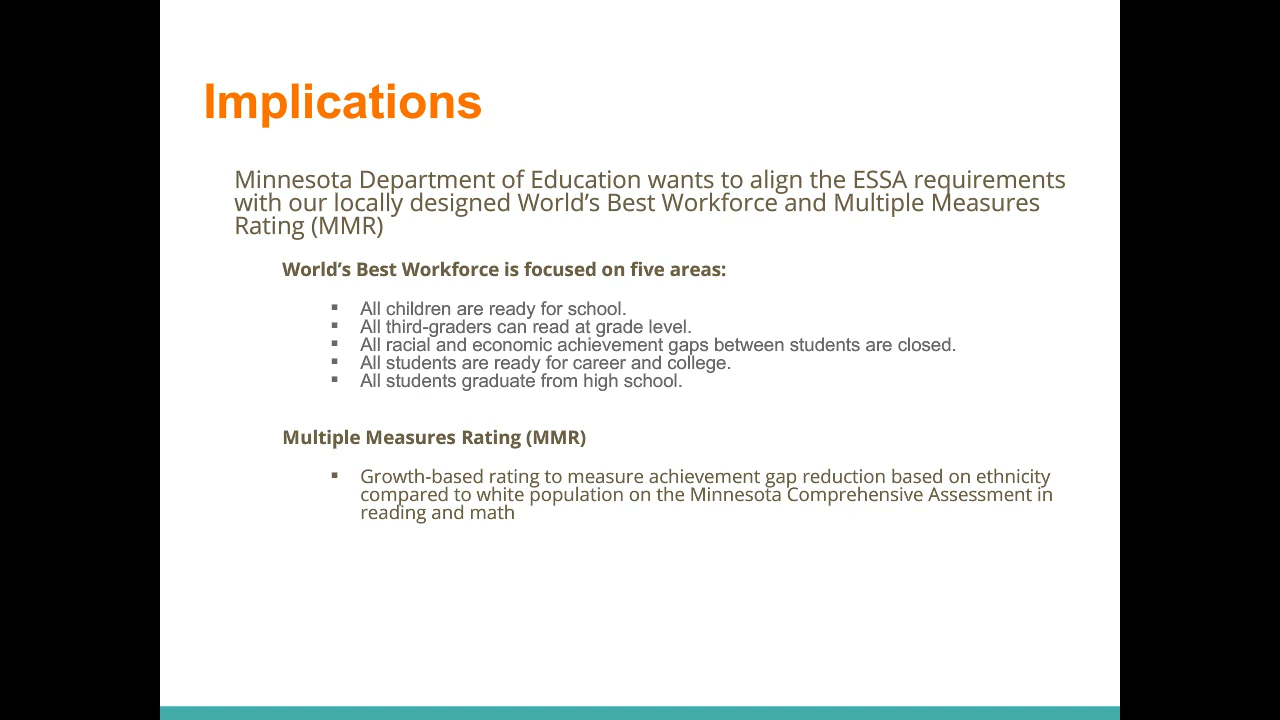 Implications
Minnesota Department of Education wants to align the ESSA requirements
with our locally designed World's Best Workforce and Multiple Measures
Rating (MMR)
World's Best Workforce is focused on five areas:
▪ All children are ready for school.
▪ All third-graders can read at grade level.
▪ All racial and economic achievement gaps between students are closed.
▪ All students are ready for career and college.
▪ All students graduate from high school.
Multiple Measures Rating (MMR)
▪ Growth-based rating to measure achievement gap reduction based on ethnicity
compared to white population on the Minnesota Comprehensive Assessment in
reading and math